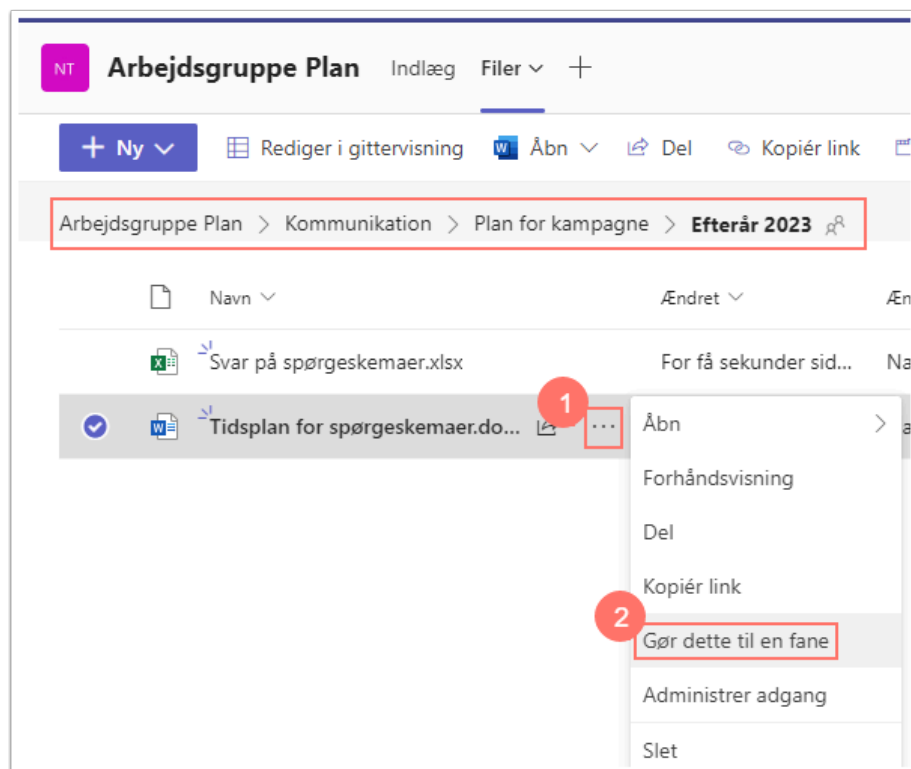 NT Arbejdsgruppe Plan Indlæg Filer
Ny Rediger i gittervisning Åbn Del Kopiér link
Arbejdsgruppe Plan > Kommunikation > Plan for kampagne > Efterår 2023
Navn Ændret Æn
Svar på spørgeskemaer.xlsx For få sekunder sid... Na
1
Tidsplan for spørgeskemaer.do... ... Åbn
Forhåndsvisning
Del
Kopiér link
2
Gør dette til en fane
Administrer adgang
Slet